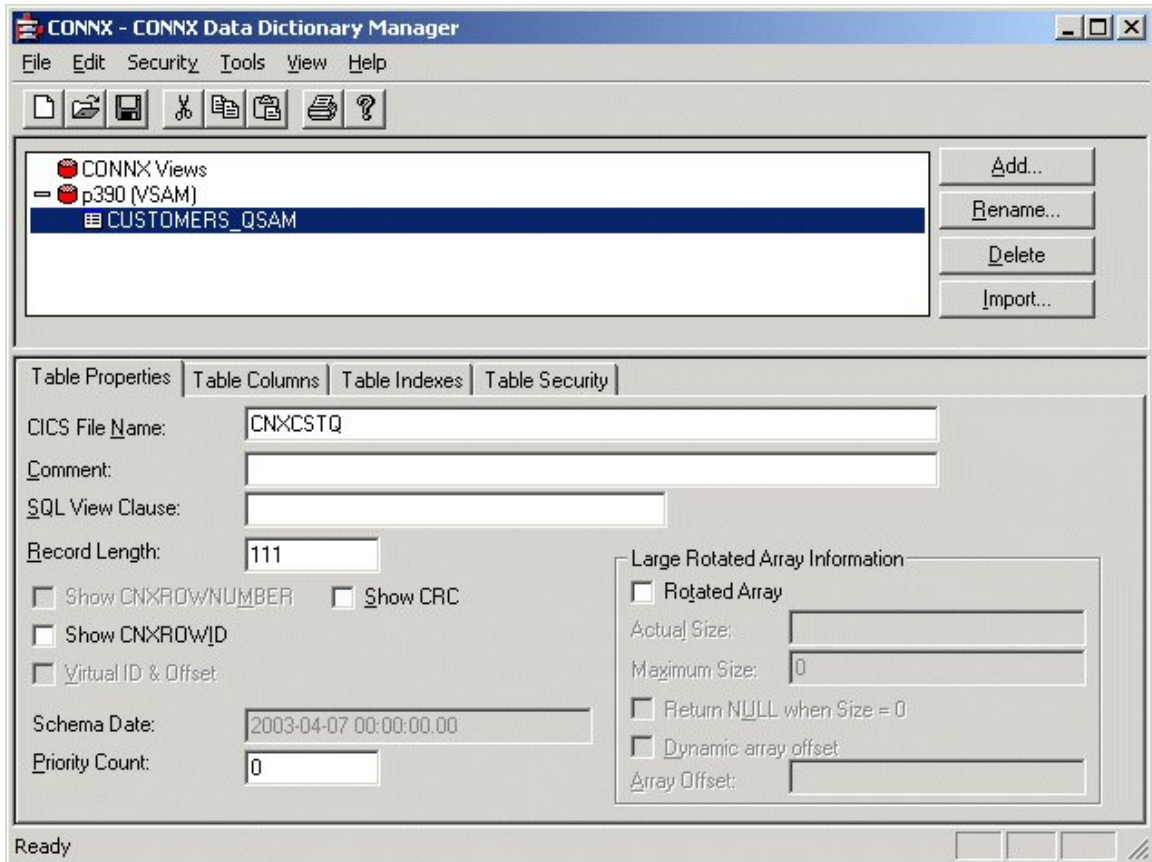 CONNX - CONNX Data Dictionary Manager
File Edit Security Tools View Help
CONNX Views
p390 (VSAM)
CUSTOMERS_QSAM
Add...
Rename...
Delete
Import...
Table Properties Table Columns Table Indexes Table Security
CICS File Name: CNXCSTQ
Comment:
SQL View Clause:
Record Length: 111
Show CNXROWNUMBER Show CRC
Show CNXROWID
Virtual ID & Offset
Schema Date: 2003-04-07 00:00:00.00
Priority Count: 0
Large Rotated Array Information
Rotated Array
Actual Size:
Maximum Size: 0
Return NULL when Size = 0
Dynamic array offset
Array Offset:
Ready